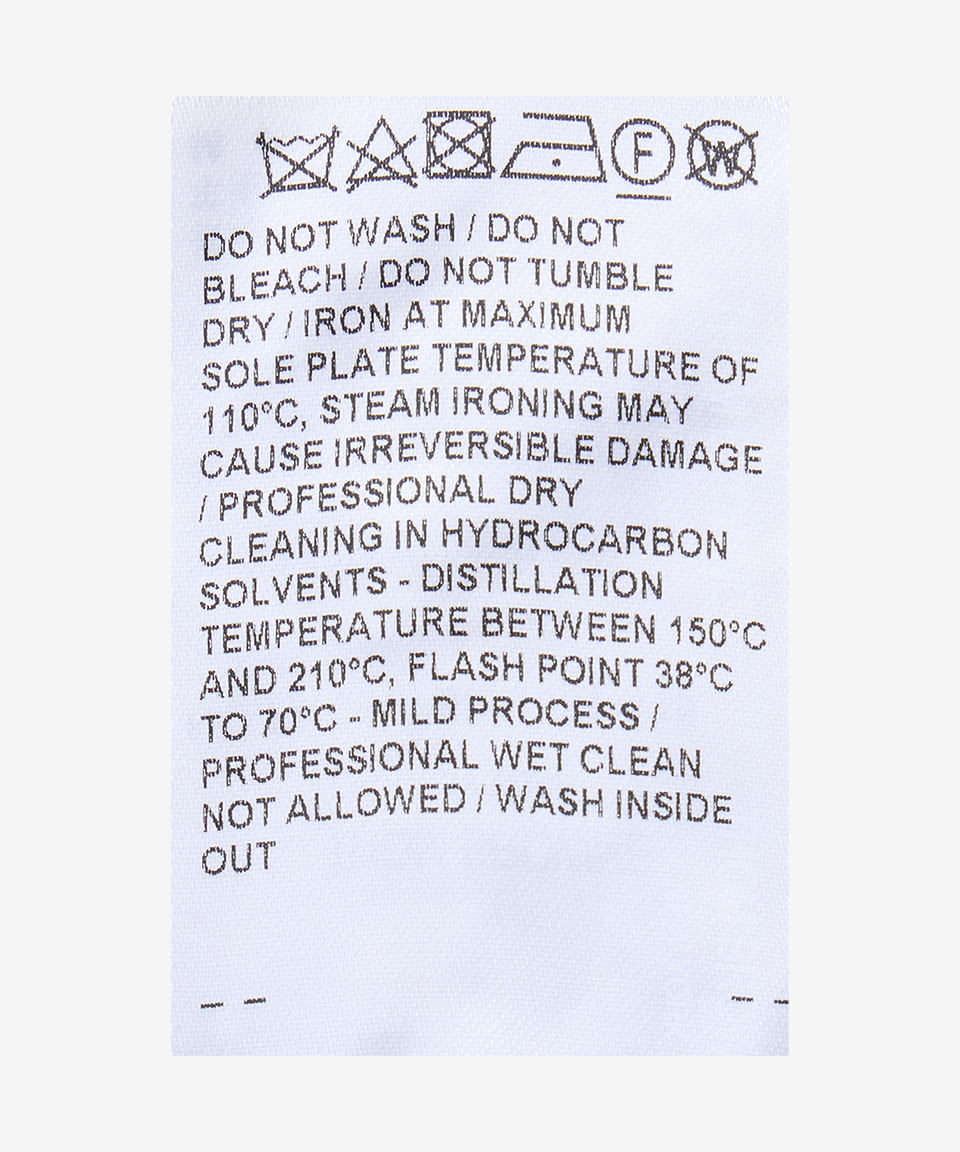 F W
DO NOT WASH / DO NOT
BLEACH / DO NOT TUMBLE
DRY / IRON AT MAXIMUM
SOLE PLATE TEMPERATURE OF
110°C, STEAM IRONING MAY
CAUSE IRREVERSIBLE DAMAGE
/ PROFESSIONAL DRY
CLEANING IN HYDROCARBON
SOLVENTS - DISTILLATION
TEMPERATURE BETWEEN 150°C
AND 210°C, FLASH POINT 38°C
TO 70°C - MILD PROCESS /
PROFESSIONAL WET CLEAN
NOT ALLOWED / WASH INSIDE
OUT